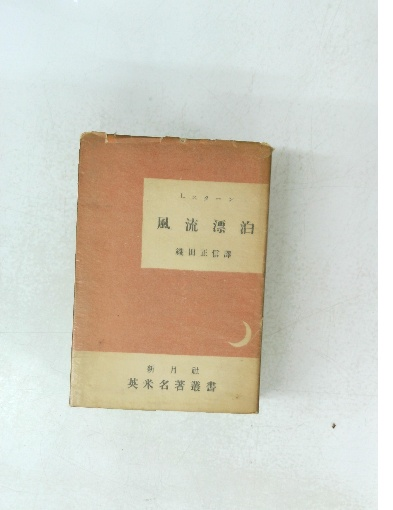 L.スターン
風流漂泊
織田正信譯
新月社
英米名著叢書